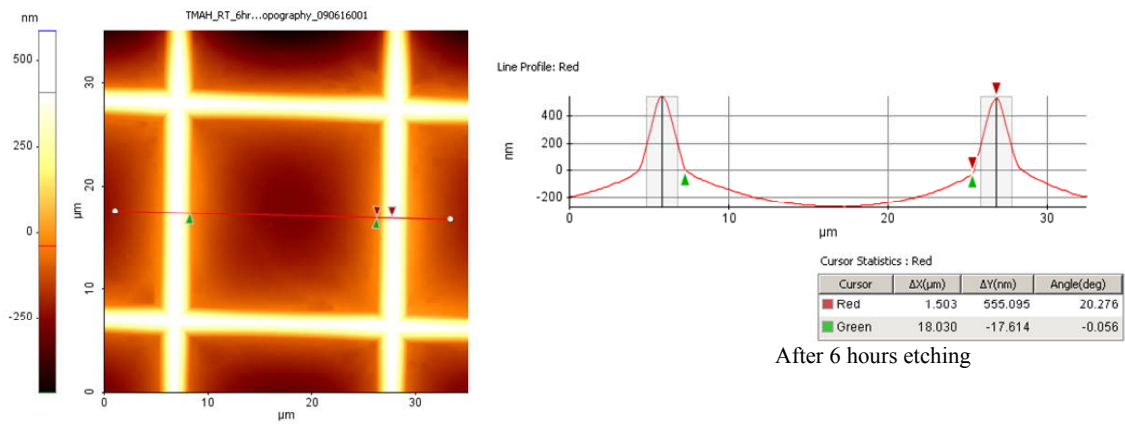 nm
TMAH_RT_6hr...opography_090616001
500
250
0
-250
30
20
10
0
µm
0 10 20 30
µm
Line Profile: Red
nm
400
200
0
-200
0 10 20 30
µm
Cursor Statistics : Red
Cursor ΔX(µm) ΔY(nm) Angle(deg)
Red 1.503 555.095 20.276
Green 18.030 -17.614 -0.056
After 6 hours etching